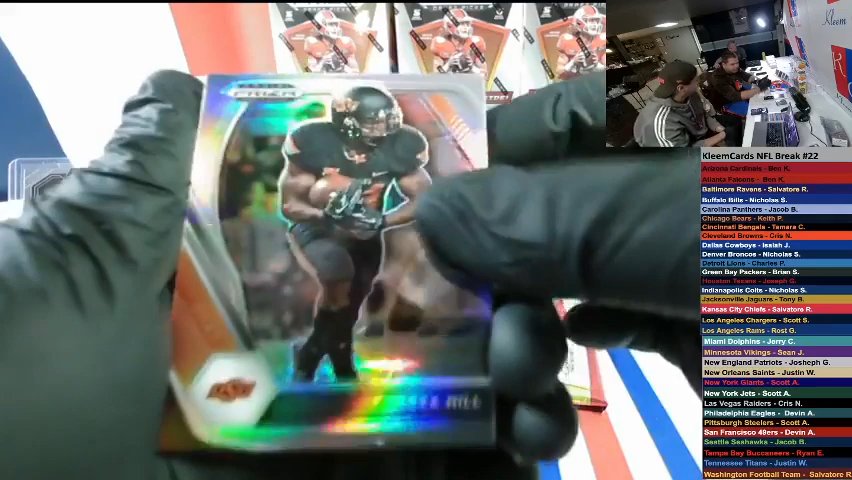 PRIZM
HILL
KleemCards NFL Break #22
Arizona Cardinals - Ben K.
Atlanta Falcons - Ben K.
Baltimore Ravens - Salvatore R.
Buffalo Bills - Nicholas S.
Carolina Panthers - Jacob B.
Chicago Bears - Keith P.
Cincinnati Bengals - Tamara C.
Cleveland Browns - Cris N.
Dallas Cowboys - Isaiah J.
Denver Broncos - Nicholas S.
Detroit Lions - Charles P.
Green Bay Packers - Brian S.
Houston Texans - Joseph G.
Indianapolis Colts - Nicholas S.
Jacksonville Jaguars - Tony B.
Kansas City Chiefs - Salvatore R.
Los Angeles Chargers - Scott S.
Los Angeles Rams - Rost G.
Miami Dolphins - Jerry C.
Minnesota Vikings - Sean J.
New England Patriots - Josheph G.
New Orleans Saints - Justin W.
New York Giants - Scott A.
New York Jets - Scott A.
Las Vegas Raiders - Cris N.
Philadelphia Eagles - Devin A.
Pittsburgh Steelers - Scott A.
San Francisco 49ers - Devin A.
Seattle Seahawks - Jacob B.
Tampa Bay Buccaneers - Ryan E.
Tennessee Titans - Justin W.
Washington Football Team - Salvatore R